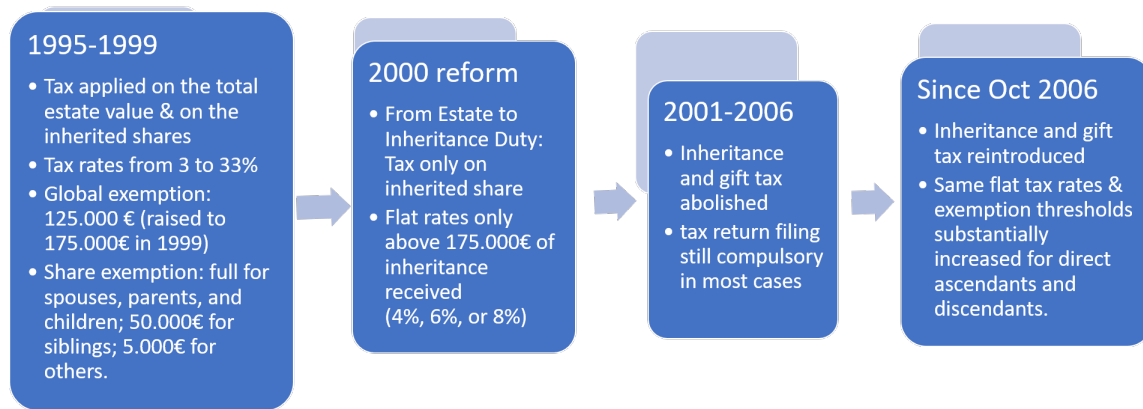 1995-1999
• Tax applied on the total
estate value & on the
inherited shares
• Tax rates from 3 to 33%
• Global exemption:
125.000 € (raised to
175.000€ in 1999)
• Share exemption: full for
spouses, parents, and
children; 50.000€ for
siblings; 5.000€ for
others.
2000 reform
• From Estate to
Inheritance Duty:
Tax only on
inherited share
• Flat rates only
above 175.000€ of
inheritance
received
(4%, 6%, or 8%)
2001-2006
• Inheritance
and gift tax
abolished
• tax return filing
still compulsory
in most cases
Since Oct 2006
• Inheritance and gift
tax reintroduced
• Same flat tax rates &
exemption thresholds
substantially
increased for direct
ascendants and
discendants.